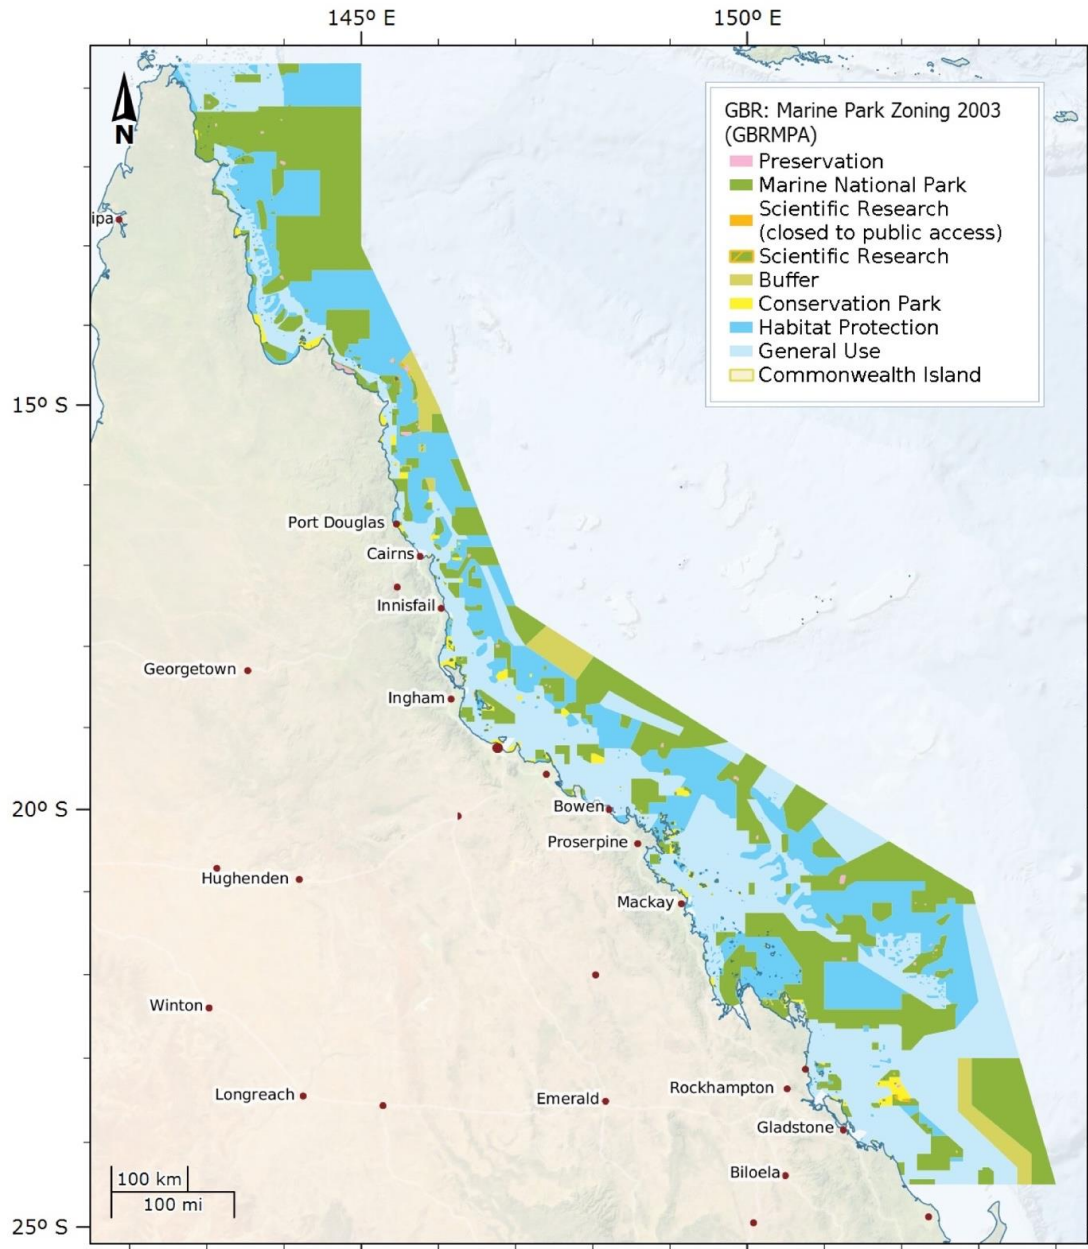 145º E
150º E
N
GBR: Marine Park Zoning 2003
(GBRMPA)
Preservation
Marine National Park
Scientific Research
(closed to public access)
Scientific Research
Buffer
Conservation Park
Habitat Protection
General Use
Commonwealth Island
ipa
15º S
Port Douglas
Cairns
Innisfail
Georgetown
Ingham
20º S
Bowen
Proserpine
Hughenden
Mackay
Winton
Longreach
Emerald
Rockhampton
Gladstone
Biloela
100 km
100 mi
25º S